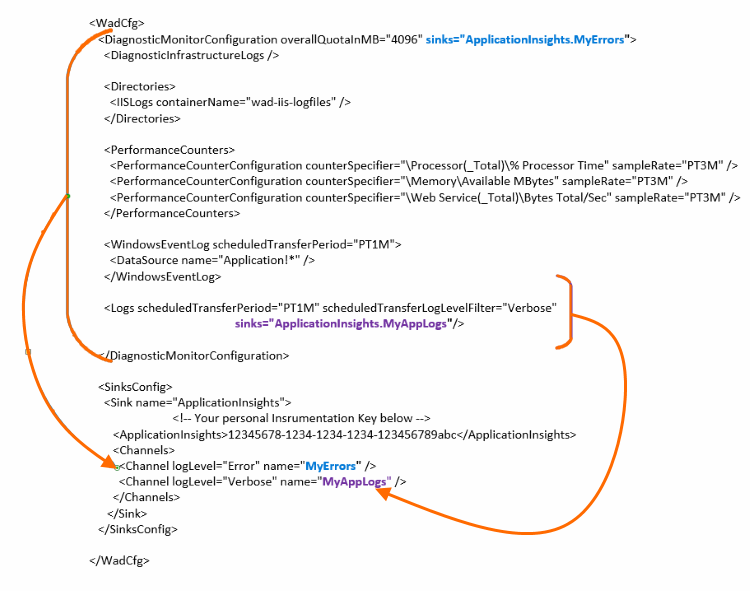 <WadCfg>
<DiagnosticMonitorConfiguration overallQuotaInMB="4096" sinks="ApplicationInsights.MyErrors">
<DiagnosticInfrastructureLogs />
<Directories>
<IISLogs containerName="wad-iis-logfiles" />
</Directories>
<PerformanceCounters>
<PerformanceCounterConfiguration counterSpecifier="\Processor(_Total)\% Processor Time" sampleRate="PT3M" />
<PerformanceCounterConfiguration counterSpecifier="\Memory\Available MBytes" sampleRate="PT3M" />
<PerformanceCounterConfiguration counterSpecifier="\Web Service(_Total)\Bytes Total/Sec" sampleRate="PT3M" />
</PerformanceCounters>
<WindowsEventLog scheduledTransferPeriod="PT1M">
<DataSource name="Application!*" />
</WindowsEventLog>
<Logs scheduledTransferPeriod="PT1M" scheduledTransferLogLevelFilter="Verbose"
sinks="ApplicationInsights.MyAppLogs"/>
</DiagnosticMonitorConfiguration>
<SinksConfig>
<Sink name="ApplicationInsights">
<!-- Your personal Insrumentation Key below -->
<ApplicationInsights>12345678-1234-1234-1234-123456789abc</ApplicationInsights>
<Channels>
<Channel logLevel="Error" name="MyErrors" />
<Channel logLevel="Verbose" name="MyAppLogs" />
</Channels>
</Sink>
</SinksConfig>
</WadCfg>